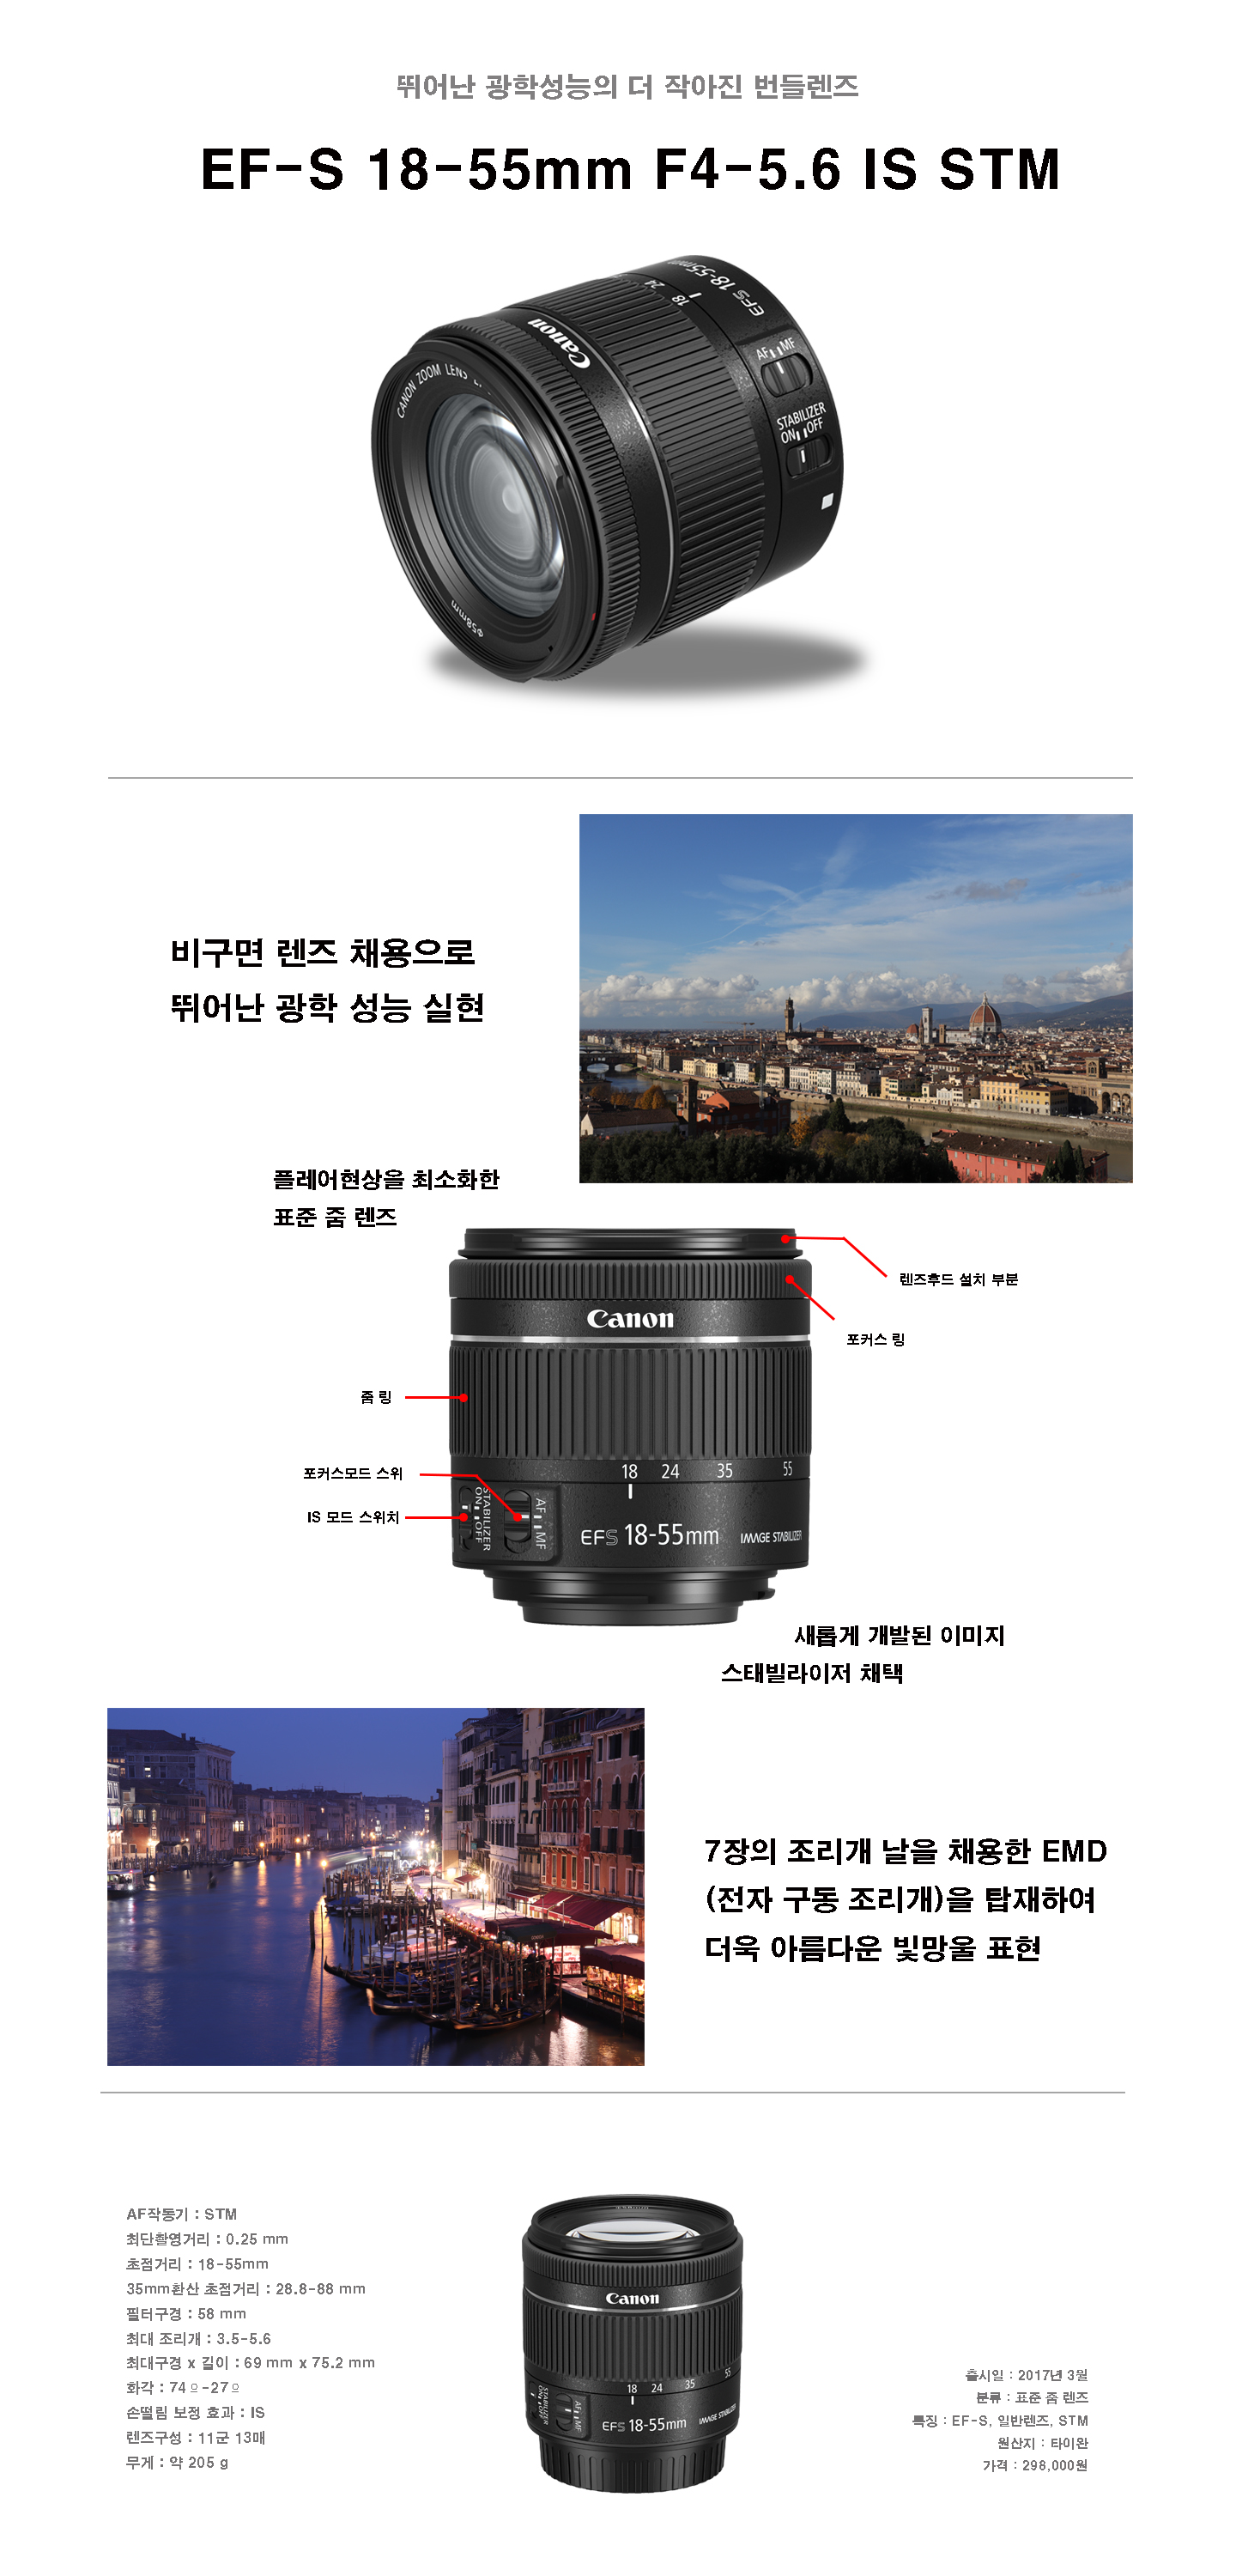 뛰어난 광학성능의 더 작아진 번들렌즈
EF-S 18-55mm F4-5.6 IS STM
EFS 18-55mm
24
18
Canon
AF MF
STABILIZER
ON OFF
CANON ZOOM LENS
Φ58mm
비구면 렌즈 채용으로
뛰어난 광학 성능 실현
플레어현상을 최소화한
표준 줌 렌즈
렌즈후드 설치 부분
Canon
포커스 링
줌 링
포커스모드 스위
IS 모드 스위치
18 24 35 55
STABILIZER
ON OFF
AF MF
EFS 18-55mm
IMAGE STABILIZER
새롭게 개발된 이미지
스태빌라이저 채택
7장의 조리개 날을 채용한 EMD
(전자 구동 조리개)을 탑재하여
더욱 아름다운 빛망울 표현
AF작동기 : STM
최단촬영거리 : 0.25 mm
초점거리 : 18-55mm
35mm환산 초점거리 : 28.8-88 mm
필터구경 : 58 mm
최대 조리개 : 3.5-5.6
최대구경 x 길이 : 69 mm x 75.2 mm
화각 : 74º-27º
손떨림 보정 효과 : IS
렌즈구성 : 11군 13매
무게 : 약 205 g
Canon
18 24 35 55
STABILIZER
ON OFF
AF MF
EFS 18-55mm
IMAGE STABILIZER
출시일 : 2017년 3월
분류 : 표준 줌 렌즈
특징 : EF-S, 일반렌즈, STM
원산지 : 타이완
가격 : 298,000원